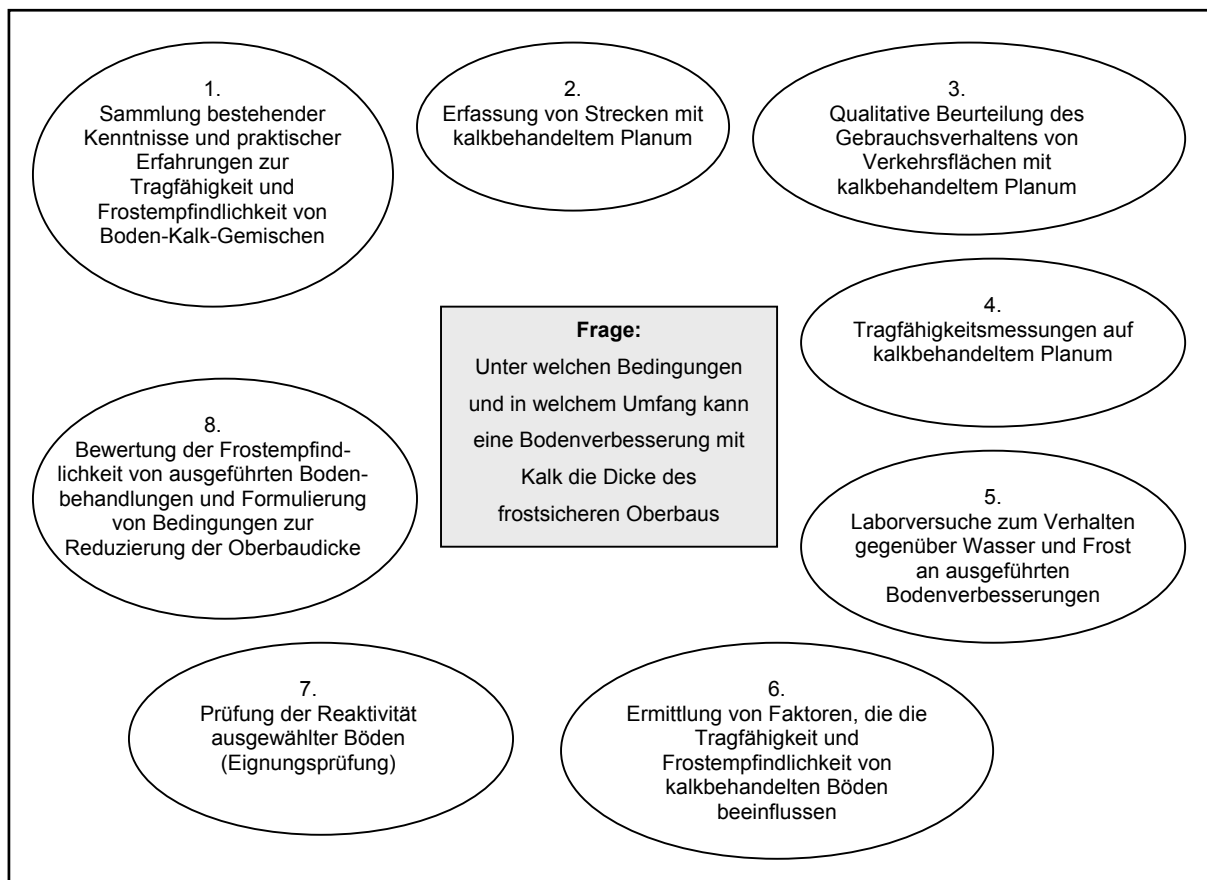 1.
Sammlung bestehender
Kenntnisse und praktischer
Erfahrungen zur
Tragfähigkeit und
Frostempfindlichkeit von
Boden-Kalk-Gemischen
2.
Erfassung von Strecken mit
kalkbehandeltem Planum
3.
Qualitative Beurteilung des
Gebrauchsverhaltens von
Verkehrsflächen mit
kalkbehandeltem Planum
4.
Tragfähigkeitsmessungen auf
kalkbehandeltem Planum
Frage:
Unter welchen Bedingungen
und in welchem Umfang kann
eine Bodenverbesserung mit
Kalk die Dicke des
frostsicheren Oberbaus
5.
Laborversuche zum Verhalten
gegenüber Wasser und Frost
an ausgeführten
Bodenverbesserungen
6.
Ermittlung von Faktoren, die die
Tragfähigkeit und
Frostempfindlichkeit von
kalkbehandelten Böden
beeinflussen
7.
Prüfung der Reaktivität
ausgewählter Böden
(Eignungsprüfung)
8.
Bewertung der Frostempfind-
lichkeit von ausgeführten Boden-
behandlungen und Formulierung
von Bedingungen zur
Reduzierung der Oberbaudicke